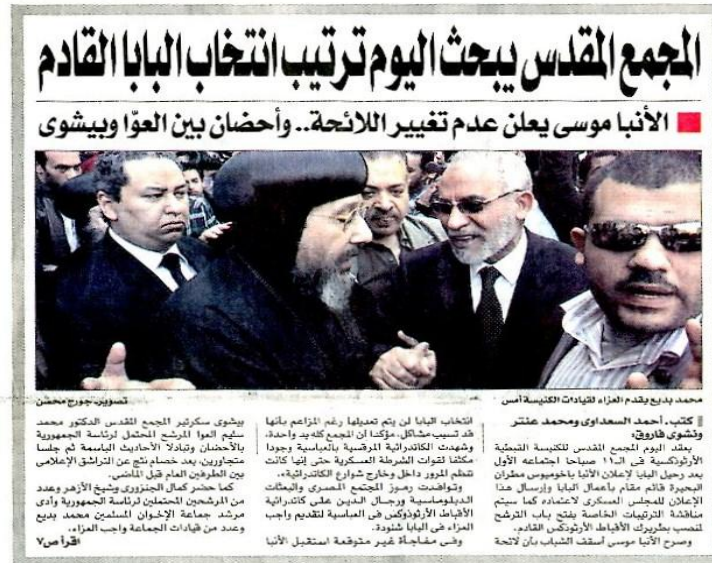 المجمع المقدس يبحث اليوم ترتيب انتخاب البابا القادم
الأنبا موسى يعلن عدم تغيير اللائحة.. وأحضان بين العوّا وبيشوى
محمد بديع يقدم العزاء لقيادات الكنيسة أمس
تصوير: جورج محسن
كتب. أحمد السعداوى ومحمد عنتر
ونشوى فاروق:
يعقد اليوم المجمع المقدس للكنيسة القبطية
الأرثوذكسية فى الـ١١ صباحا اجتماعه الأول
بعد رحيل البابا لإعلان الأنبا باخوميوس مطران
البحيرة قائم مقام بأعمال البابا وإرسال هذا
الإعلان للمجلس العسكرى لاعتماده كما سيتم
مناقشة الترتيبات الخاصة بفتح باب الترشح
لمنصب بطريرك الأقباط الأرثوذكس القادم.
وصرح الأنبا موسى أسقف الشباب بأن لائحة
انتخاب البابا لن يتم تعديلها رغم المزاعم بأنها
قد تسبب مشاكل، مؤكدا أن المجمع كله يد واحدة،
وشهدت الكاتدرائية المرقسية بالعباسية وجودا
مكثفا لقوات الشرطة العسكرية حتى إنها كانت
تنظم المرور داخل وخارج شوارع الكاتدرائية،
وتوافدت رموز المجتمع المصرى والبعثات
الدبلوماسية ورجال الدين على كاتدرائية
الأقباط الأرثوذكس فى العباسية لتقديم واجب
العزاء فى البابا شنودة.
وفى مفاجأة غير متوقعة استقبل الأنبا
بيشوى سكرتير المجمع المقدس الدكتور محمد
سليم العوا المرشح المحتمل لرئاسة الجمهورية
بالأحضان وتبادلا الأحاديث الباسمة ثم جلسا
متجاورين، بعد خصام نتج عن التراشق الإعلامى
بين الطرفين العام قبل الماضى.
كما حضر كمال الجنزورى وشيخ الأزهر وعدد
من المرشحين المحتملين لرئاسة الجمهورية وأدى
مرشد جماعة الإخوان المسلمين محمد بديع
وعدد من قيادات الجماعة واجب العزاء.
اقرأ ص٧